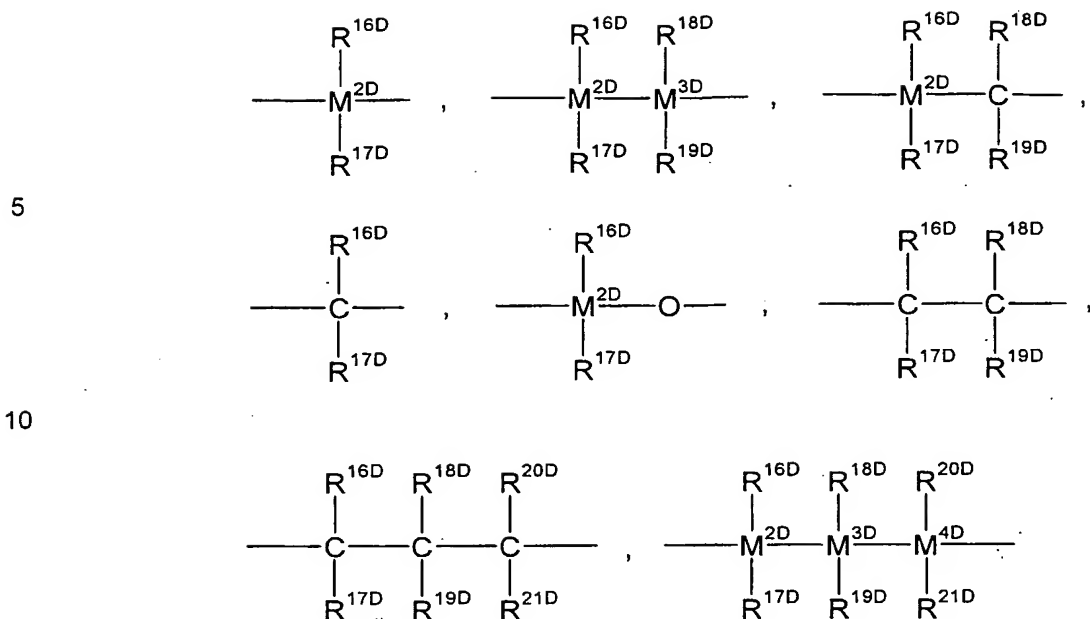 R16D R16D R18D R16D R18D
M2D , M2D M3D , M2D C ,
R17D R17D R19D R17D R19D
5
R16D R16D R16D R18D
C , M2D O , C C ,
R17D R17D R17D R19D
10
R16D R18D R20D R16D R18D R20D
C C C , M2D M3D M4D
R17D R19D R21D R17D R19D R21D